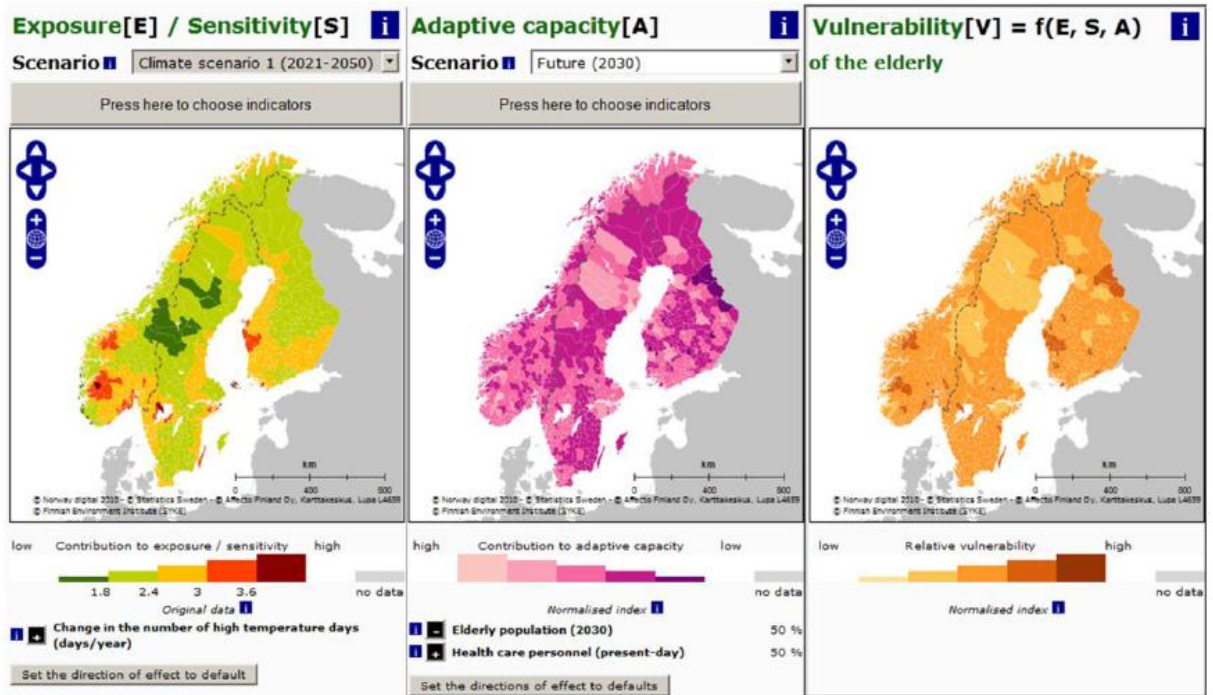 Exposure[E] / Sensitivity[S] i
Scenario i Climate scenario 1 (2021-2050)
Press here to choose indicators
+
−
km
0 400 800
© Norway digital 2010 - © Statistics Sweden - © Affecto Finland Oy, Karttakeskus, Lupa L4659
© Finnish Environment Institute (SYKE)
low Contribution to exposure / sensitivity high
1.8 2.4 3 3.6 no data
Original data i
i + Change in the number of high temperature days
(days/year)
Set the direction of effect to default
Adaptive capacity[A] i
Scenario i Future (2030)
Press here to choose indicators
+
−
km
0 400 800
© Norway digital 2010 - © Statistics Sweden - © Affecto Finland Oy, Karttakeskus, Lupa L4659
© Finnish Environment Institute (SYKE)
high Contribution to adaptive capacity low
no data
Normalised index i
i - Elderly population (2030) 50 %
i + Health care personnel (present-day) 50 %
Set the directions of effect to defaults
Vulnerability[V] = f(E, S, A) i
of the elderly
+
−
km
0 400 800
© Norway digital 2010 - © Statistics Sweden - © Affecto Finland Oy, Karttakeskus, Lupa L4659
© Finnish Environment Institute (SYKE)
low Relative vulnerability high
no data
Normalised index i